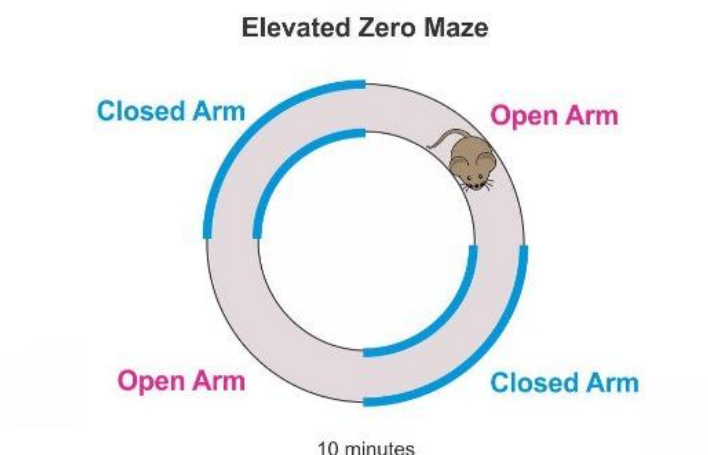 Elevated Zero Maze
Closed Arm
Open Arm
Open Arm
Closed Arm
10 minutes